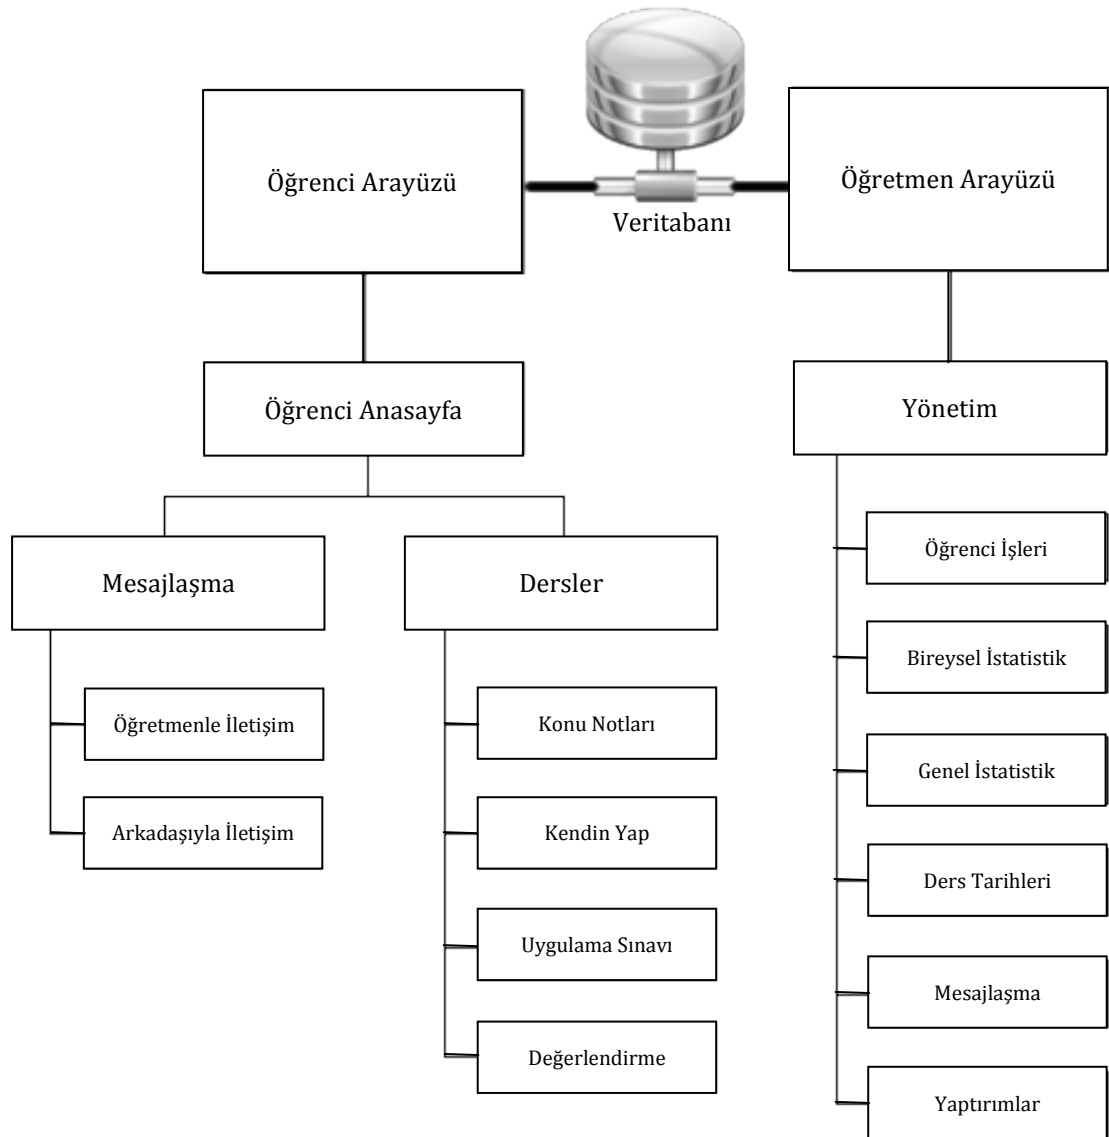 Öğrenci Arayüzü
Veritabanı
Öğretmen Arayüzü
Öğrenci Anasayfa
Yönetim
Mesajlaşma
Dersler
Öğretmenle İletişim
Arkadaşıyla İletişim
Konu Notları
Kendin Yap
Uygulama Sınavı
Değerlendirme
Öğrenci İşleri
Bireysel İstatistik
Genel İstatistik
Ders Tarihleri
Mesajlaşma
Yaptırımlar